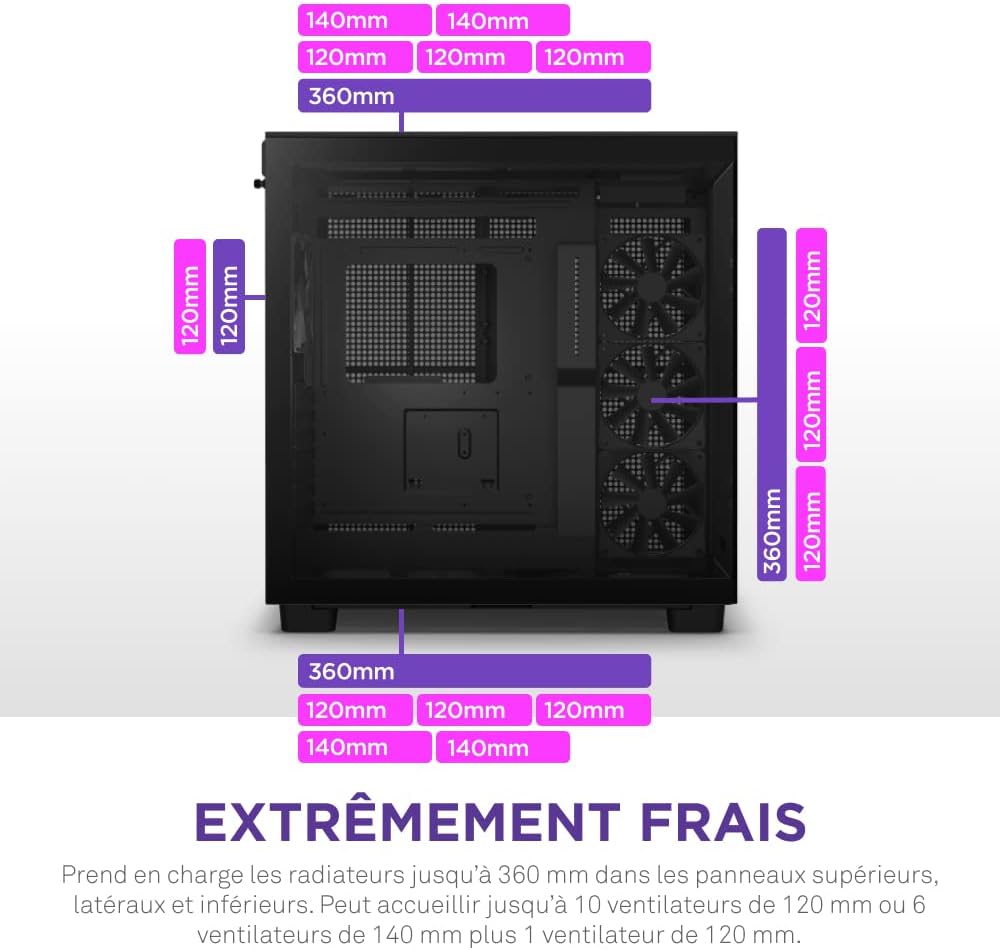 140mm 140mm
120mm 120mm 120mm
360mm
120mm 120mm
360mm 120mm 120mm 120mm
360mm
120mm 120mm 120mm
140mm 140mm
EXTRÊMEMENT FRAIS
Prend en charge les radiateurs jusqu’à 360 mm dans les panneaux supérieurs,
latéraux et inférieurs. Peut accueillir jusqu’à 10 ventilateurs de 120 mm ou 6
ventilateurs de 140 mm plus 1 ventilateur de 120 mm.